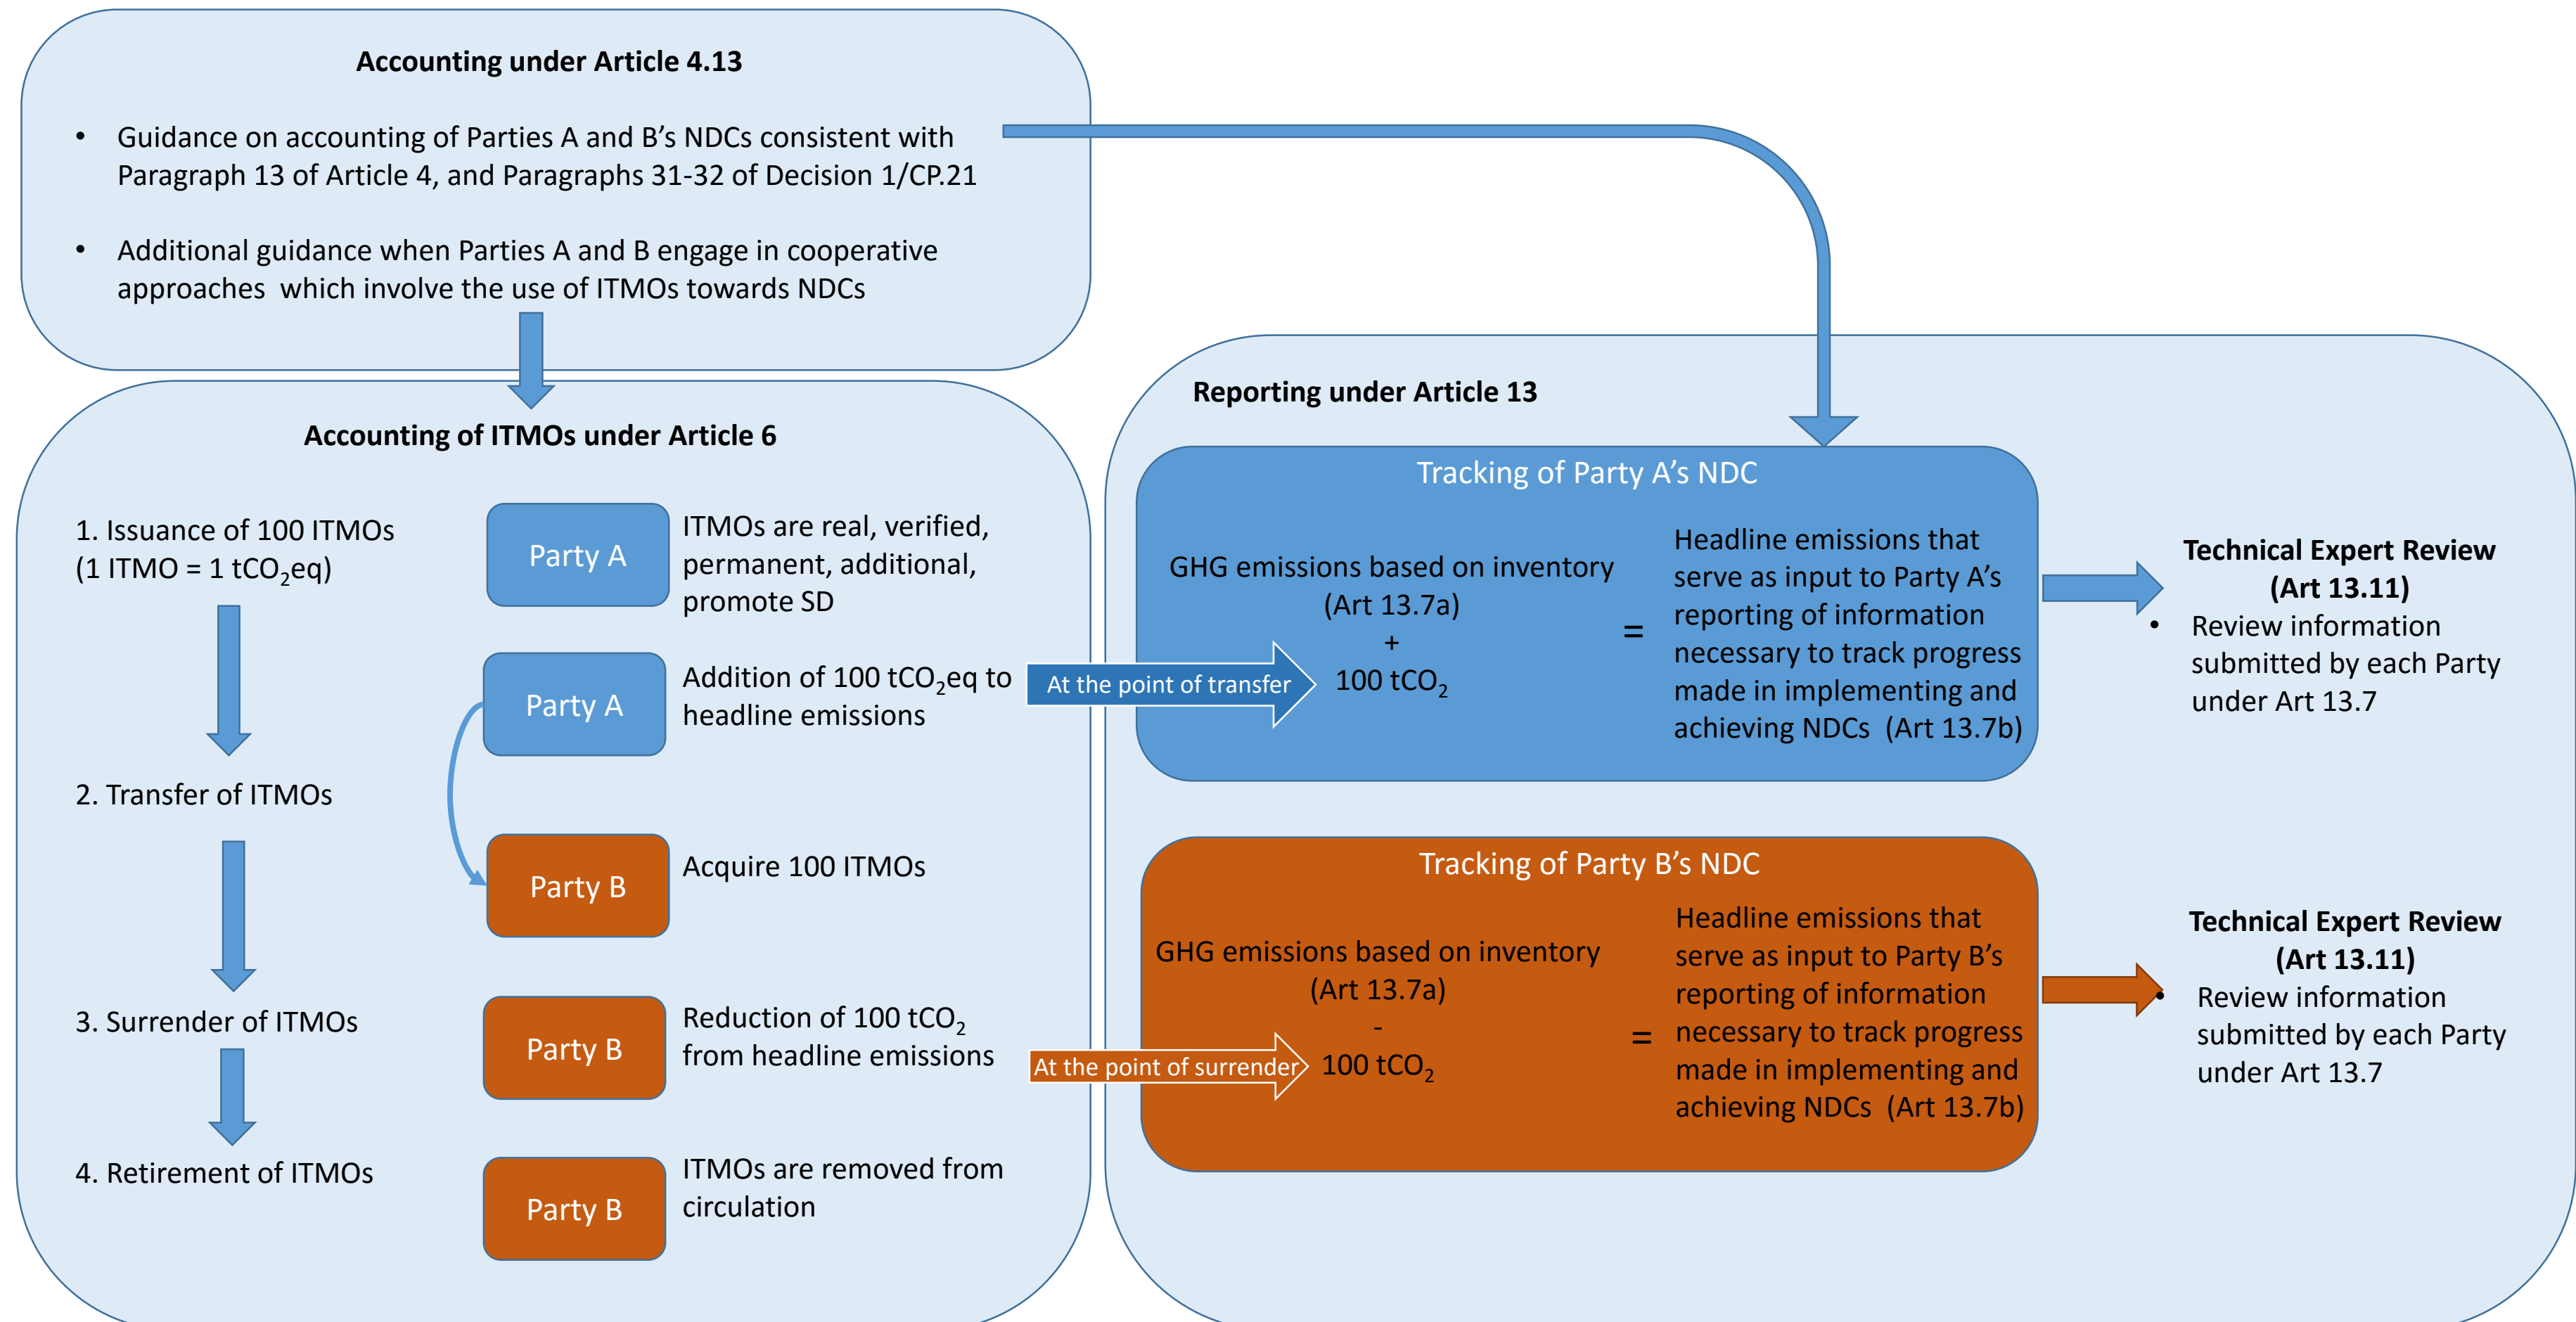 Accounting under Article 4.13
• Guidance on accounting of Parties A and B’s NDCs consistent with
Paragraph 13 of Article 4, and Paragraphs 31-32 of Decision 1/CP.21
• Additional guidance when Parties A and B engage in cooperative
approaches which involve the use of ITMOs towards NDCs
Accounting of ITMOs under Article 6
1. Issuance of 100 ITMOs
(1 ITMO = 1 tCO₂eq)
Party A
ITMOs are real, verified,
permanent, additional,
promote SD
Party A
Addition of 100 tCO₂eq to
headline emissions
2. Transfer of ITMOs
Party B
Acquire 100 ITMOs
3. Surrender of ITMOs
Party B
Reduction of 100 tCO₂
from headline emissions
4. Retirement of ITMOs
Party B
ITMOs are removed from
circulation
At the point of transfer
At the point of surrender
Reporting under Article 13
Tracking of Party A’s NDC
GHG emissions based on inventory
(Art 13.7a)
+
100 tCO₂
=
Headline emissions that
serve as input to Party A’s
reporting of information
necessary to track progress
made in implementing and
achieving NDCs (Art 13.7b)
Technical Expert Review
(Art 13.11)
• Review information
submitted by each Party
under Art 13.7
Tracking of Party B’s NDC
GHG emissions based on inventory
(Art 13.7a)
-
100 tCO₂
=
Headline emissions that
serve as input to Party B’s
reporting of information
necessary to track progress
made in implementing and
achieving NDCs (Art 13.7b)
Technical Expert Review
(Art 13.11)
• Review information
submitted by each Party
under Art 13.7